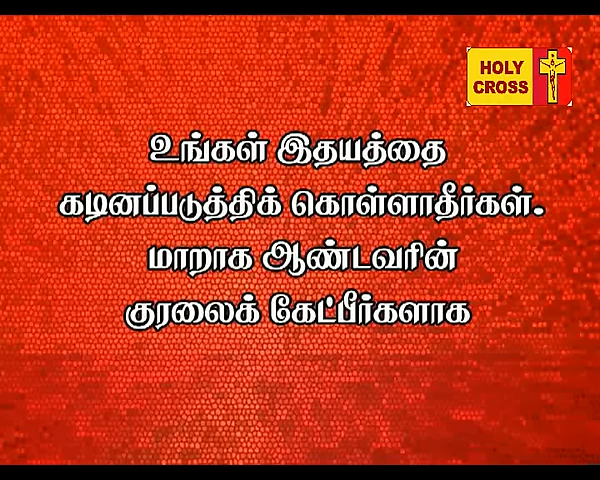 HOLY
CROSS
உங்கள் இதயத்தை
கடினப்படுத்திக் கொள்ளாதீர்கள்.
மாறாக ஆண்டவரின்
குரலைக் கேட்பீர்களாக